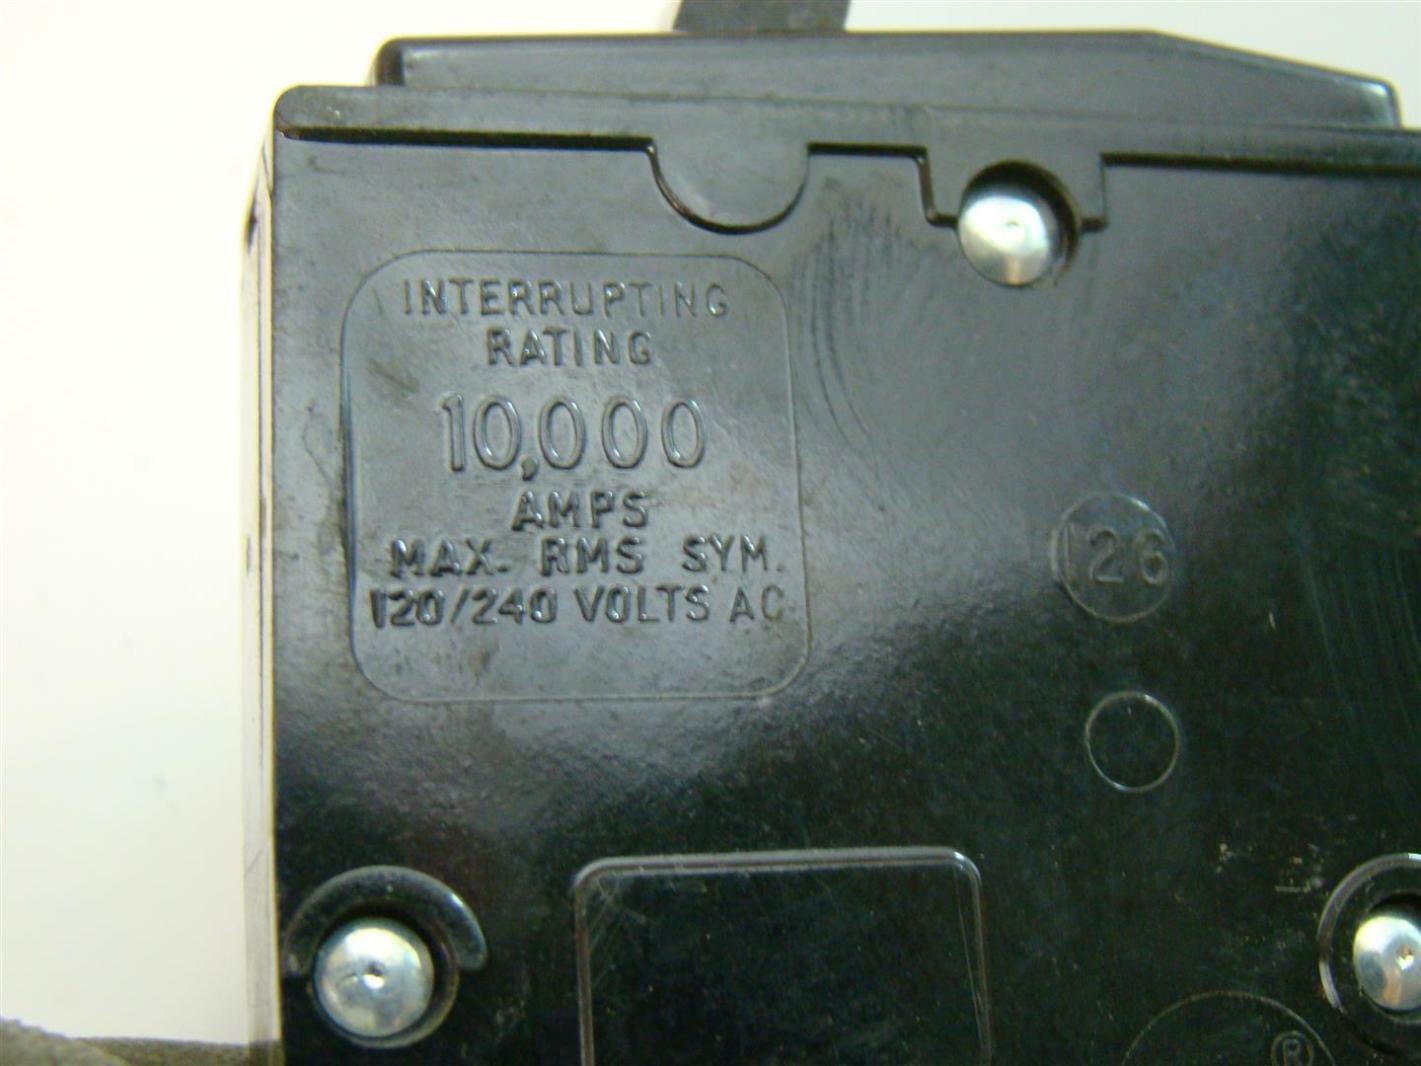 INTERRUPTING
RATING
10,000
AMPS
MAX. RMS SYM.
120/240 VOLTS AC
126
®